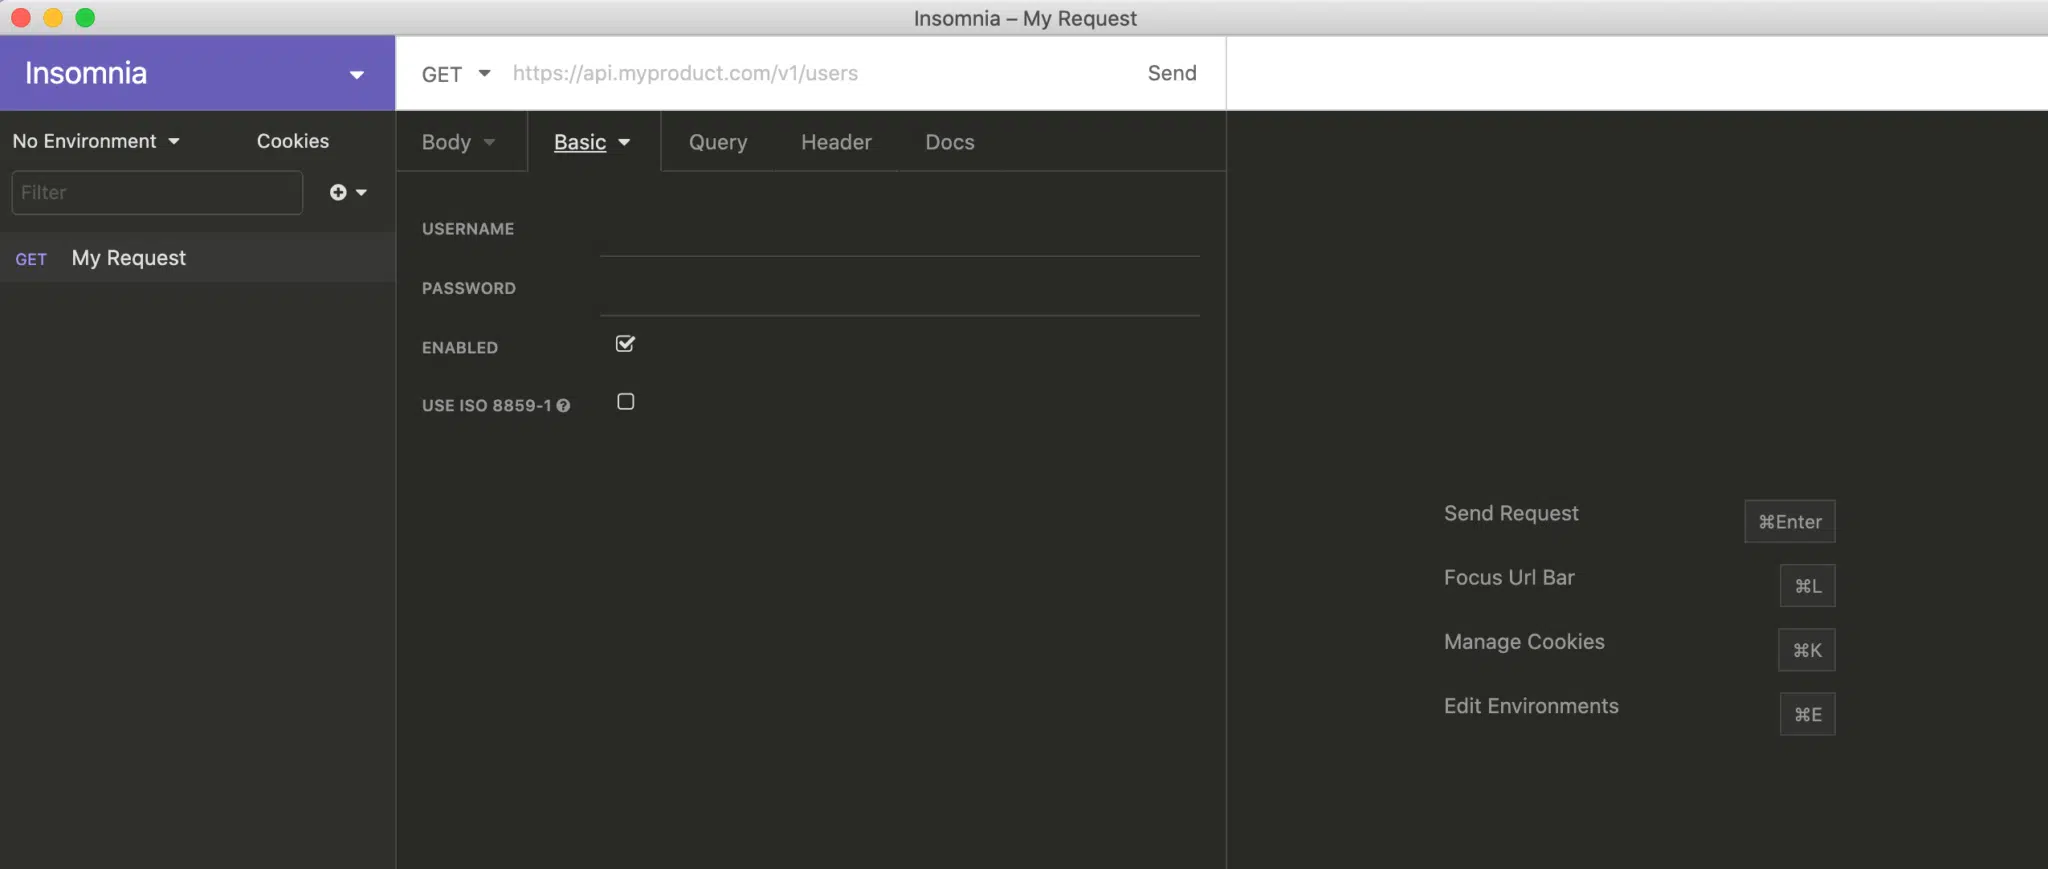 Insomnia – My Request
Insomnia
GET https://api.myproduct.com/v1/users Send
No Environment Cookies
Filter
GET My Request
Body Basic Query Header Docs
USERNAME
PASSWORD
ENABLED
USE ISO 8859-1
Send Request ⌘Enter
Focus Url Bar ⌘L
Manage Cookies ⌘K
Edit Environments ⌘E